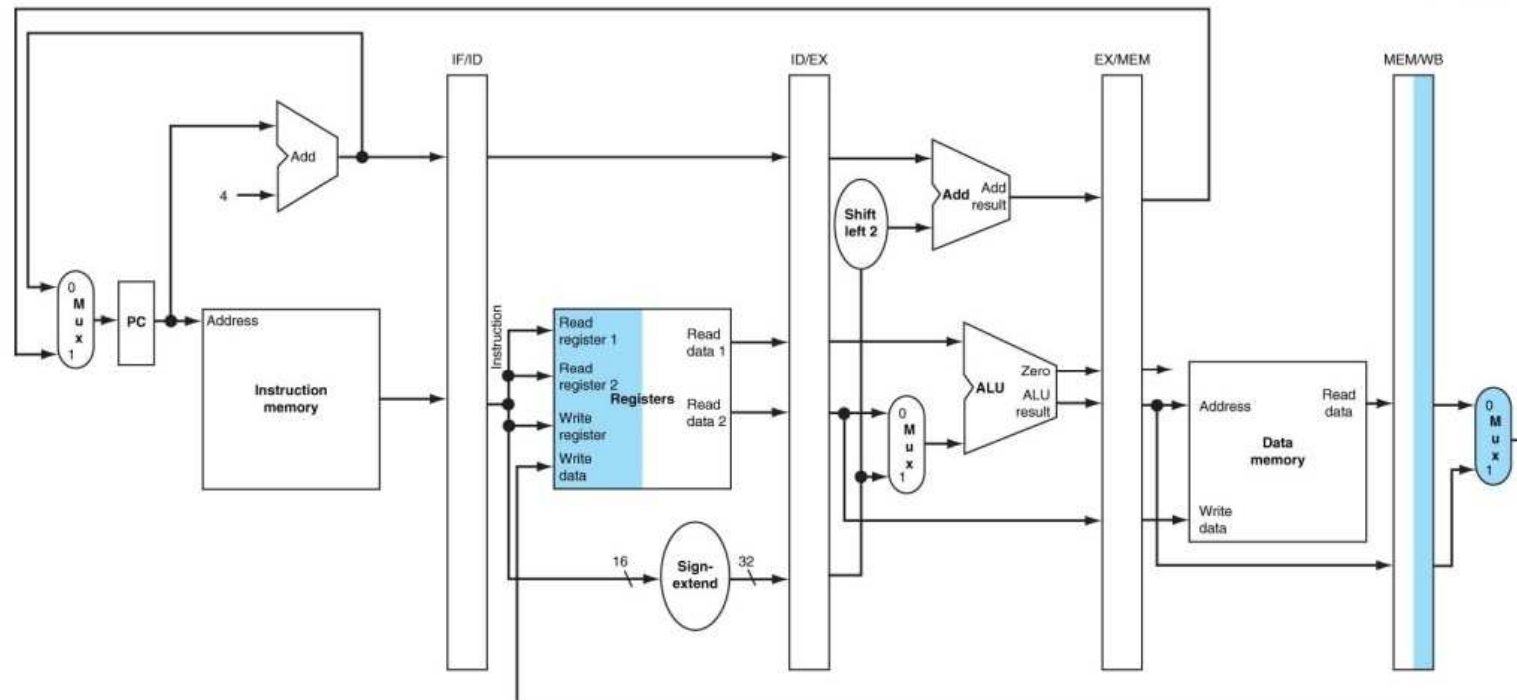 IF/ID
ID/EX
EX/MEM
MEM/WB
Add
4
0
M
u
x
1
PC
Address
Instruction
memory
Instruction
Read
register 1
Read
register 2
Write
register
Write
data
Registers
Read
data 1
Read
data 2
16
Sign-
extend
32
Shift
left 2
Add
Add
result
0
M
u
x
1
ALU
Zero
ALU
result
Address
Write
data
Data
memory
Read
data
0
M
u
x
1